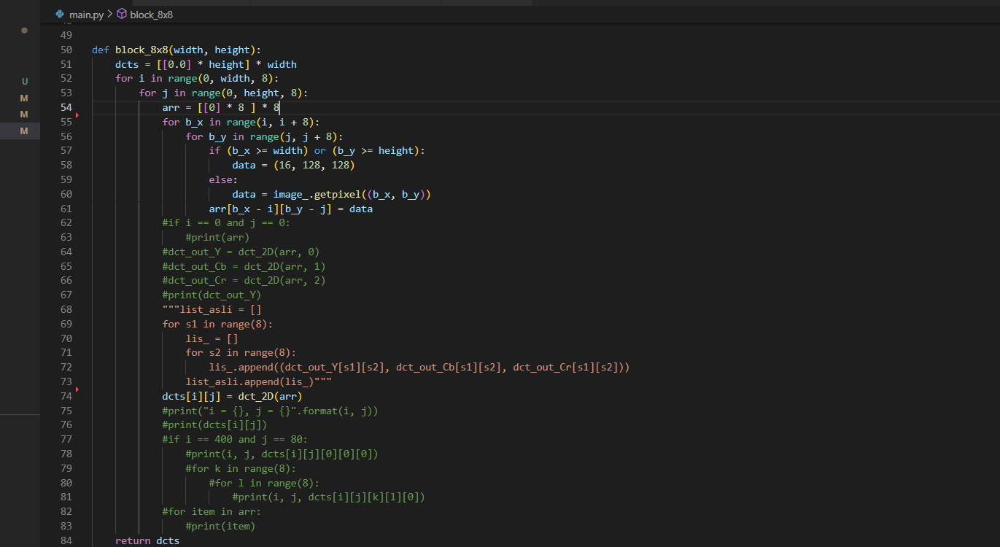 main.py > block_8x8
49
50 def block_8x8(width, height):
51 dcts = [[0.0] * height] * width
52 for i in range(0, width, 8):
53 for j in range(0, height, 8):
54 arr = [[0] * 8 ] * 8
55 for b_x in range(i, i + 8):
56 for b_y in range(j, j + 8):
57 if (b_x >= width) or (b_y >= height):
58 data = (16, 128, 128)
59 else:
60 data = image_.getpixel((b_x, b_y))
61 arr[b_x - i][b_y - j] = data
62 #if i == 0 and j == 0:
63 #print(arr)
64 #dct_out_Y = dct_2D(arr, 0)
65 #dct_out_Cb = dct_2D(arr, 1)
66 #dct_out_Cr = dct_2D(arr, 2)
67 #print(dct_out_Y)
68 """list_asli = []
69 for s1 in range(8):
70 lis_ = []
71 for s2 in range(8):
72 lis_.append((dct_out_Y[s1][s2], dct_out_Cb[s1][s2], dct_out_Cr[s1][s2]))
73 list_asli.append(lis_)"""
74 dcts[i][j] = dct_2D(arr)
75 #print("i = {}, j = {}".format(i, j))
76 #print(dcts[i][j])
77 #if i == 400 and j == 80:
78 #print(i, j, dcts[i][j][0][0][0])
79 #for k in range(8):
80 #for l in range(8):
81 #print(i, j, dcts[i][j][k][l][0])
82 #for item in arr:
83 #print(item)
84 return dcts
U
M
M
M